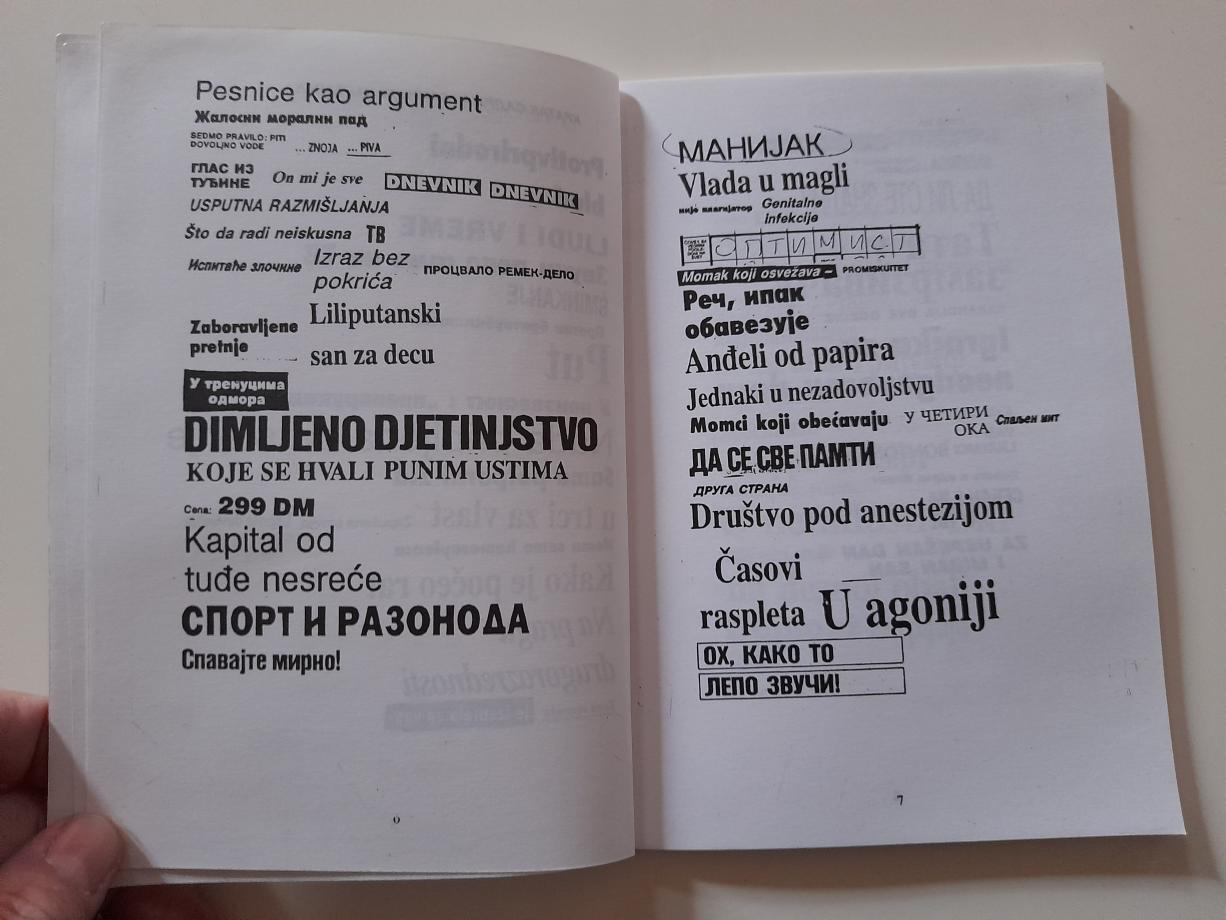 Pesnice kao argument
Жалосни морални пад
SEDMO PRAVILO: PITI
DOVOLJNO VODE ... ZNOJA ... PIVA
ГЛАС ИЗ
ТУЂИНЕ On mi je sve DNEVNIK DNEVNIK
USPUTNA RAZMIŠLJANJA
Što da radi neiskusna ТВ
Испитаће злочине Izraz bez
pokrića ПРОЦВАЛО РЕМЕК-ДЕЛО
Zaboravljene
pretnje
Liliputanski
san za decu
У тренуцима
одмора
DIMLJENO DJETINJSTVO
KOJE SE HVALI PUNIM USTIMA
Cena: 299 DM
Kapital od
tuđe nesreće
СПОРТ И РАЗОНОДА
Спавајте мирно!
МАНИЈАК
Vlada u magli
није плагијатор Genitalne
infekcije
ОПТИМИСТ
Momak koji osvežava – PROMISKUITET
Реч, ипак
обавезује
Anđeli od papira
Jednaki u nezadovoljstvu
Momci koji obećavaju У ЧЕТИРИ
ОКА Спаљен мит
ДА СЕ СВЕ ПАМТИ
ДРУГА СТРАНА
Društvo pod anestezijom
Časovi
raspleta U agoniji
ОХ, КАКО ТО
ЛЕПО ЗВУЧИ!
7